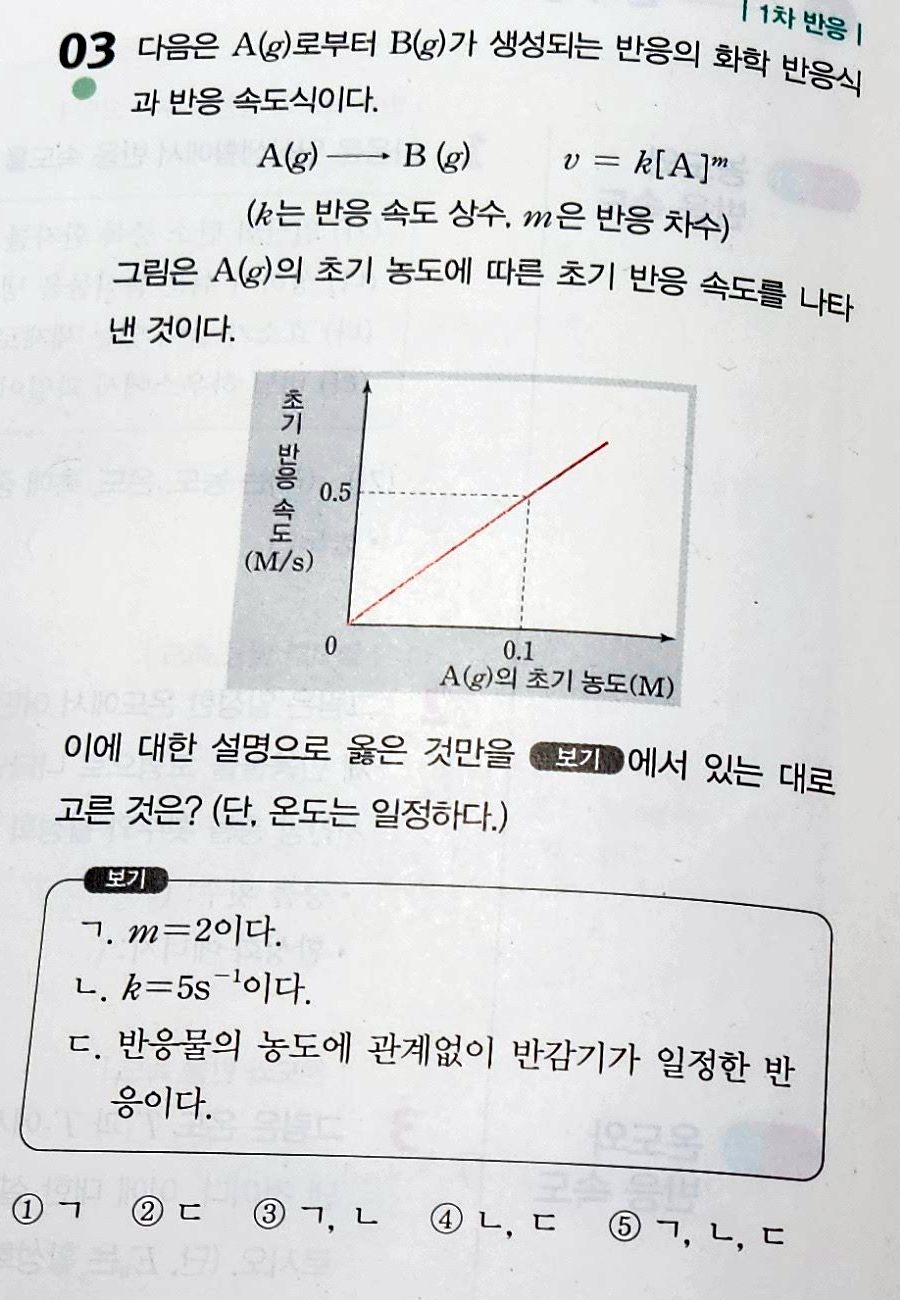 | 1차 반응 |
03 다음은 A(g)로부터 B(g)가 생성되는 반응의 화학 반응식
과 반응 속도식이다.
A(g) ⟶ B (g) v = k[A]ᵐ
(k는 반응 속도 상수, m은 반응 차수)
그림은 A(g)의 초기 농도에 따른 초기 반응 속도를 나타
낸 것이다.
초기 반응 속도
(M/s)
0.5
0
0.1
A(g)의 초기 농도(M)
이에 대한 설명으로 옳은 것만을 보기 에서 있는 대로
고른 것은? (단, 온도는 일정하다.)
보기
ㄱ. m=2이다.
ㄴ. k=5s⁻¹이다.
ㄷ. 반응물의 농도에 관계없이 반감기가 일정한 반
응이다.
① ㄱ ② ㄷ ③ ㄱ, ㄴ ④ ㄴ, ㄷ ⑤ ㄱ, ㄴ, ㄷ